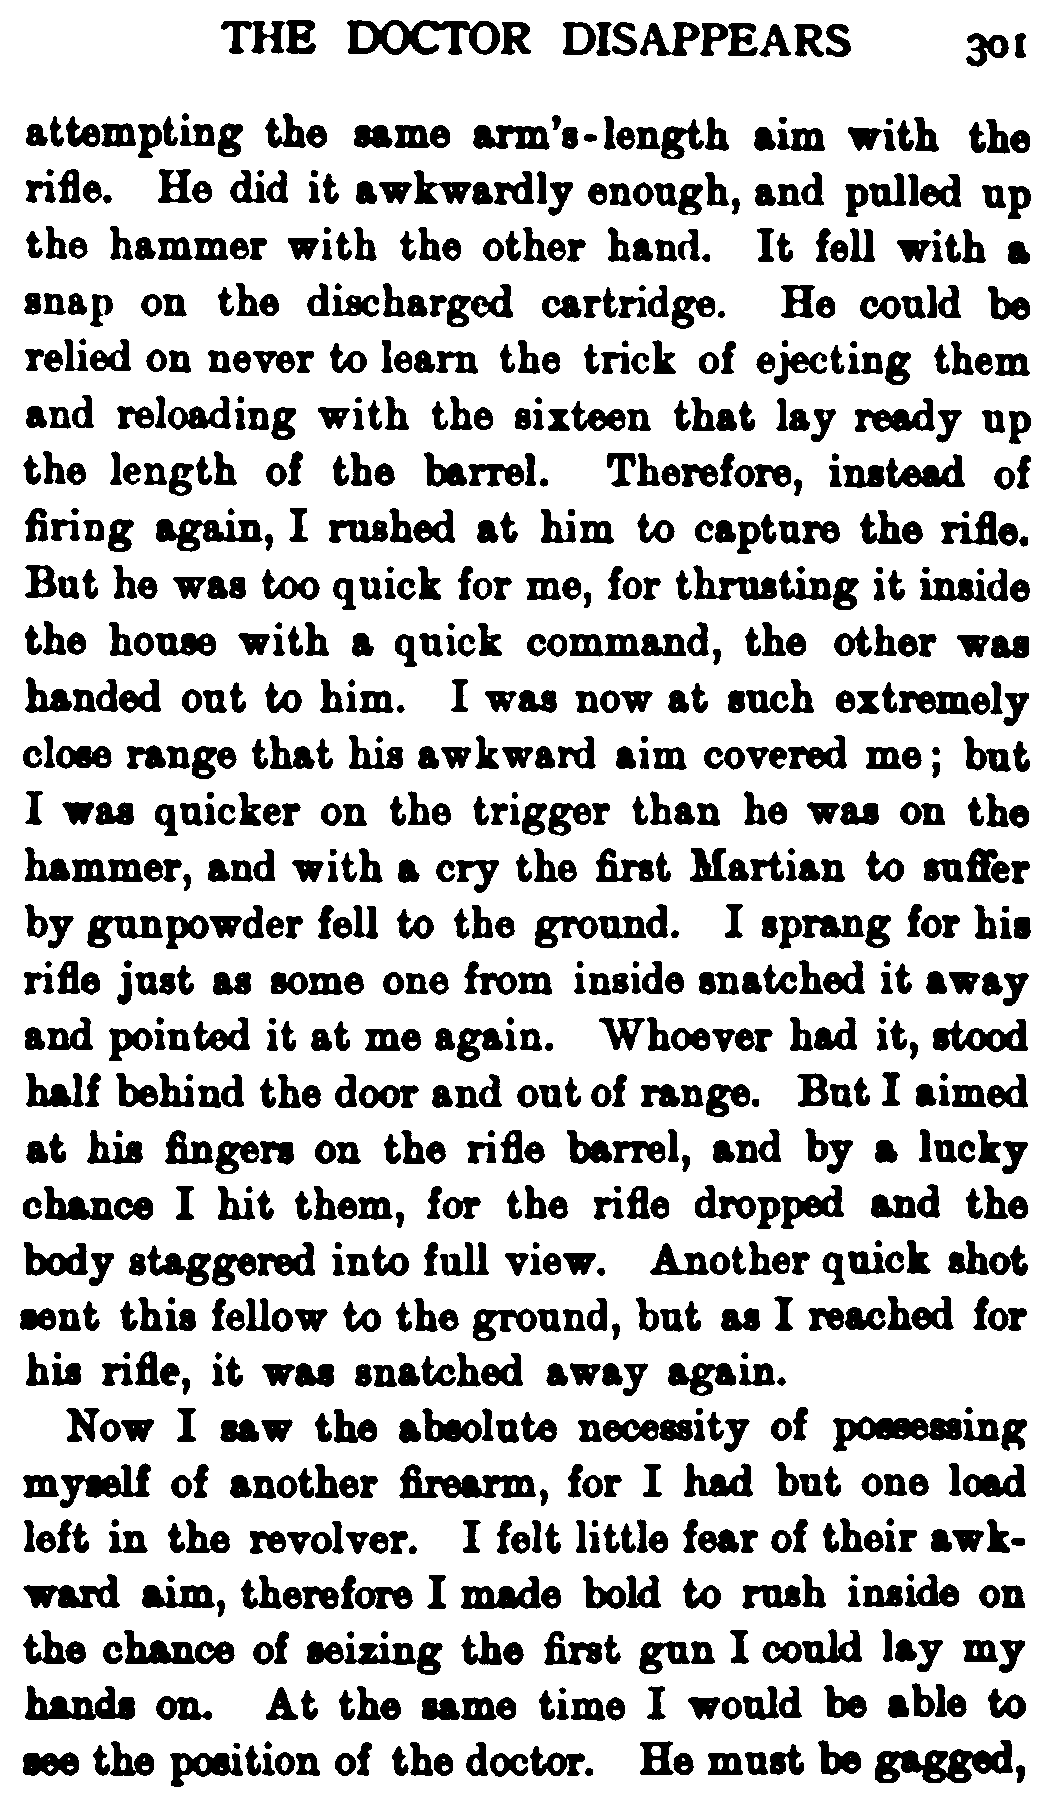 THE DOCTOR DISAPPEARS 301
attempting the same arm's-length aim with the
rifle. He did it awkwardly enough, and pulled up
the hammer with the other hand. It fell with a
snap on the discharged cartridge. He could be
relied on never to learn the trick of ejecting them
and reloading with the sixteen that lay ready up
the length of the barrel. Therefore, instead of
firing again, I rushed at him to capture the rifle.
But he was too quick for me, for thrusting it inside
the house with a quick command, the other was
handed out to him. I was now at such extremely
close range that his awkward aim covered me; but
I was quicker on the trigger than he was on the
hammer, and with a cry the first Martian to suffer
by gunpowder fell to the ground. I sprang for his
rifle just as some one from inside snatched it away
and pointed it at me again. Whoever had it, stood
half behind the door and out of range. But I aimed
at his fingers on the rifle barrel, and by a lucky
chance I hit them, for the rifle dropped and the
body staggered into full view. Another quick shot
sent this fellow to the ground, but as I reached for
his rifle, it was snatched away again.
Now I saw the absolute necessity of possessing
myself of another firearm, for I had but one load
left in the revolver. I felt little fear of their awk-
ward aim, therefore I made bold to rush inside on
the chance of seizing the first gun I could lay my
hands on. At the same time I would be able to
see the position of the doctor. He must be gagged,